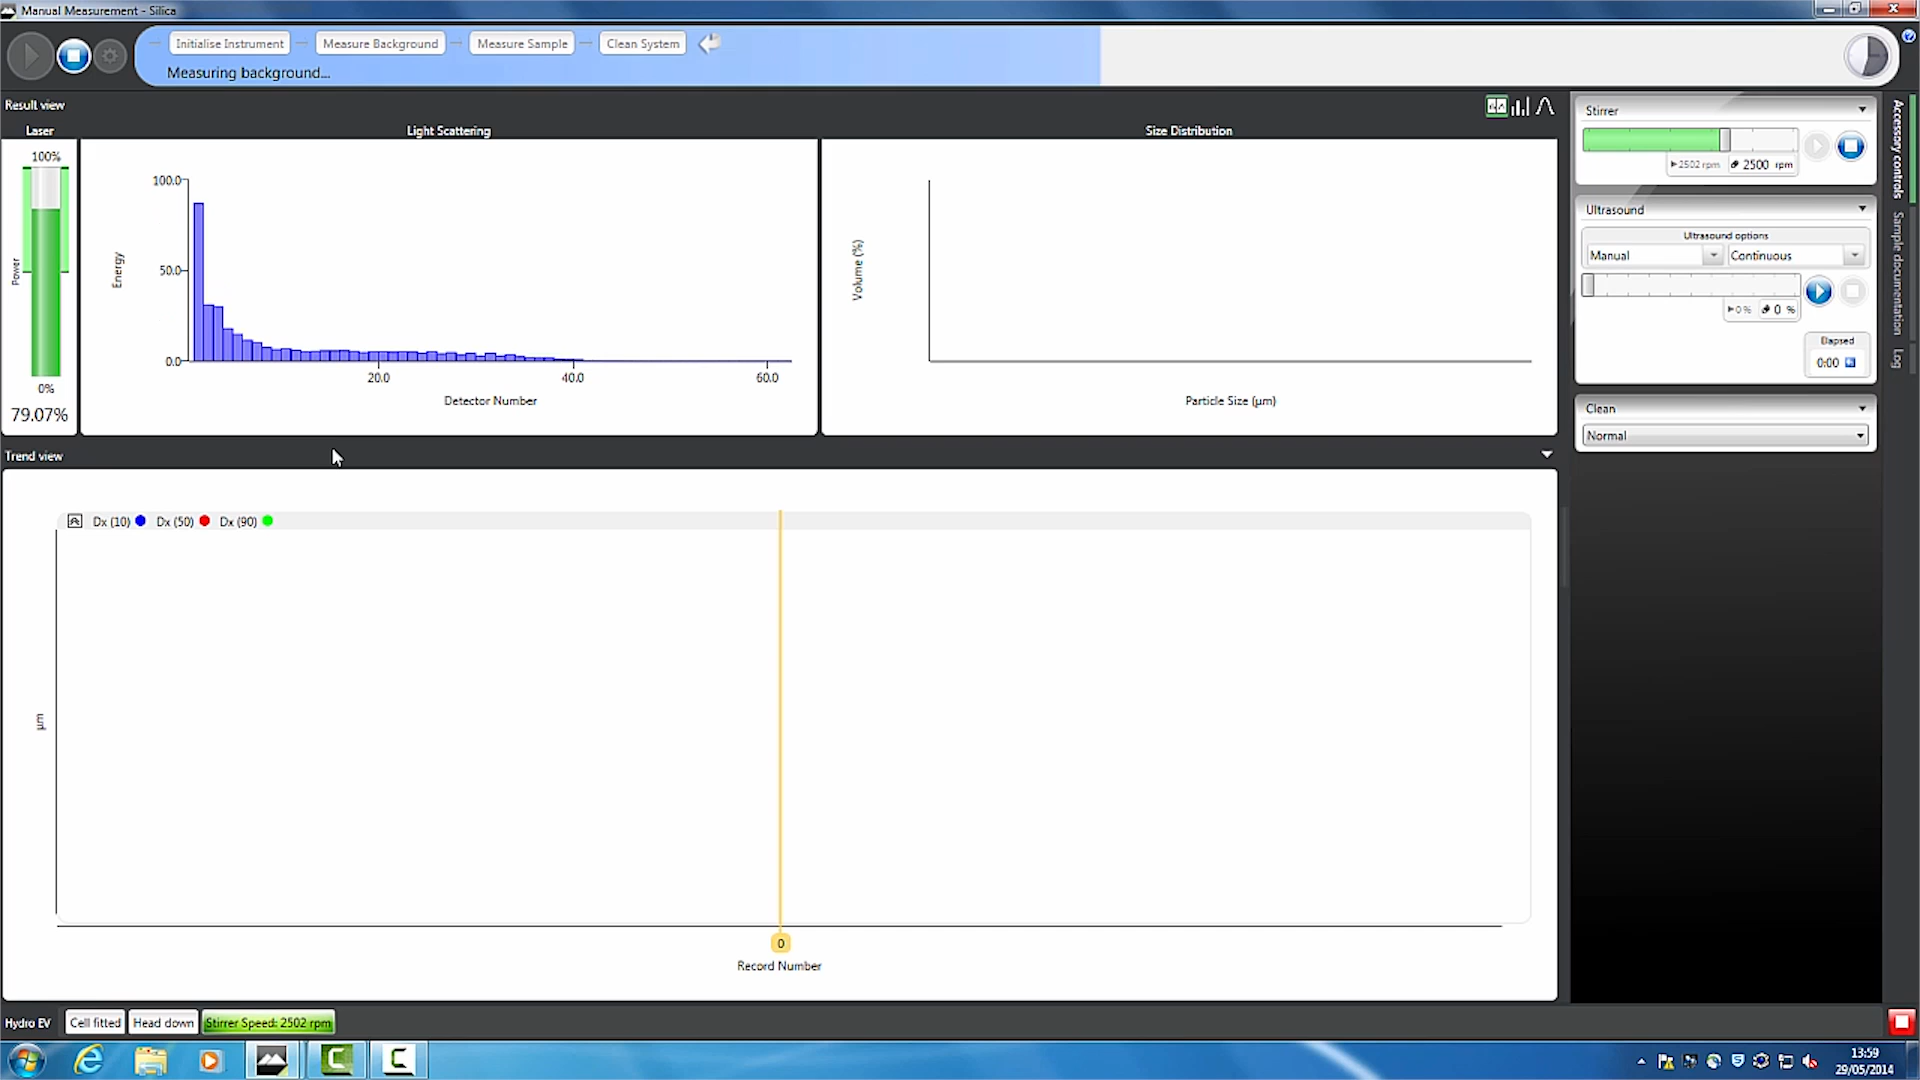 Manual Measurement - Silica
Initialise Instrument
Measure Background
Measure Sample
Clean System
Measuring background...
Result view
Laser
Light Scattering
Size Distribution
100%
Power
0%
79.07%
100.0
50.0
0.0
Energy
20.0
40.0
60.0
Detector Number
Volume (%)
Particle Size (µm)
Stirrer
2502 rpm
2500 rpm
Ultrasound
Ultrasound options
Manual
Continuous
0%
0 %
Elapsed
0:00
Clean
Normal
Accessory controls
Sample documentation
Log
Trend view
Dx (10)
Dx (50)
Dx (90)
µm
0
Record Number
Hydro EV
Cell fitted
Head down
Stirrer Speed: 2502 rpm
13:59
29/05/2014